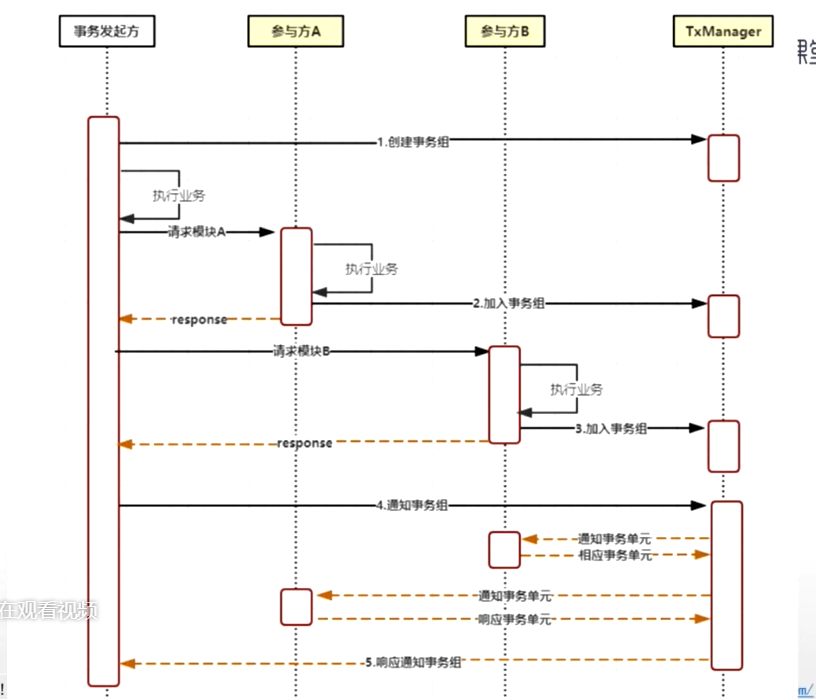 事务发起方
参与方A
参与方B
TxManager
课堂
1.创建事务组
执行业务
请求模块A
执行业务
2.加入事务组
response
请求模块B
执行业务
3.加入事务组
response
4.通知事务组
通知事务单元
相应事务单元
通知事务单元
在观看视频
响应事务单元
5.响应通知事务组
!
m/